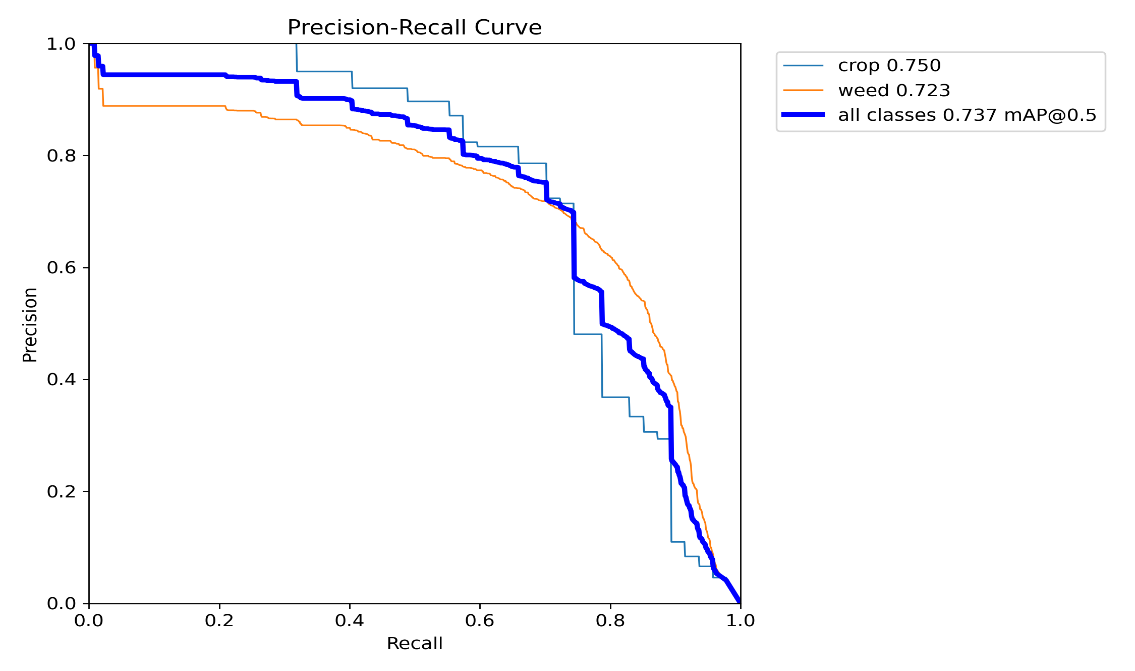 Precision-Recall Curve
crop 0.750
weed 0.723
all classes 0.737 mAP@0.5
Precision
1.0
0.8
0.6
0.4
0.2
0.0
0.0 0.2 0.4 0.6 0.8 1.0
Recall